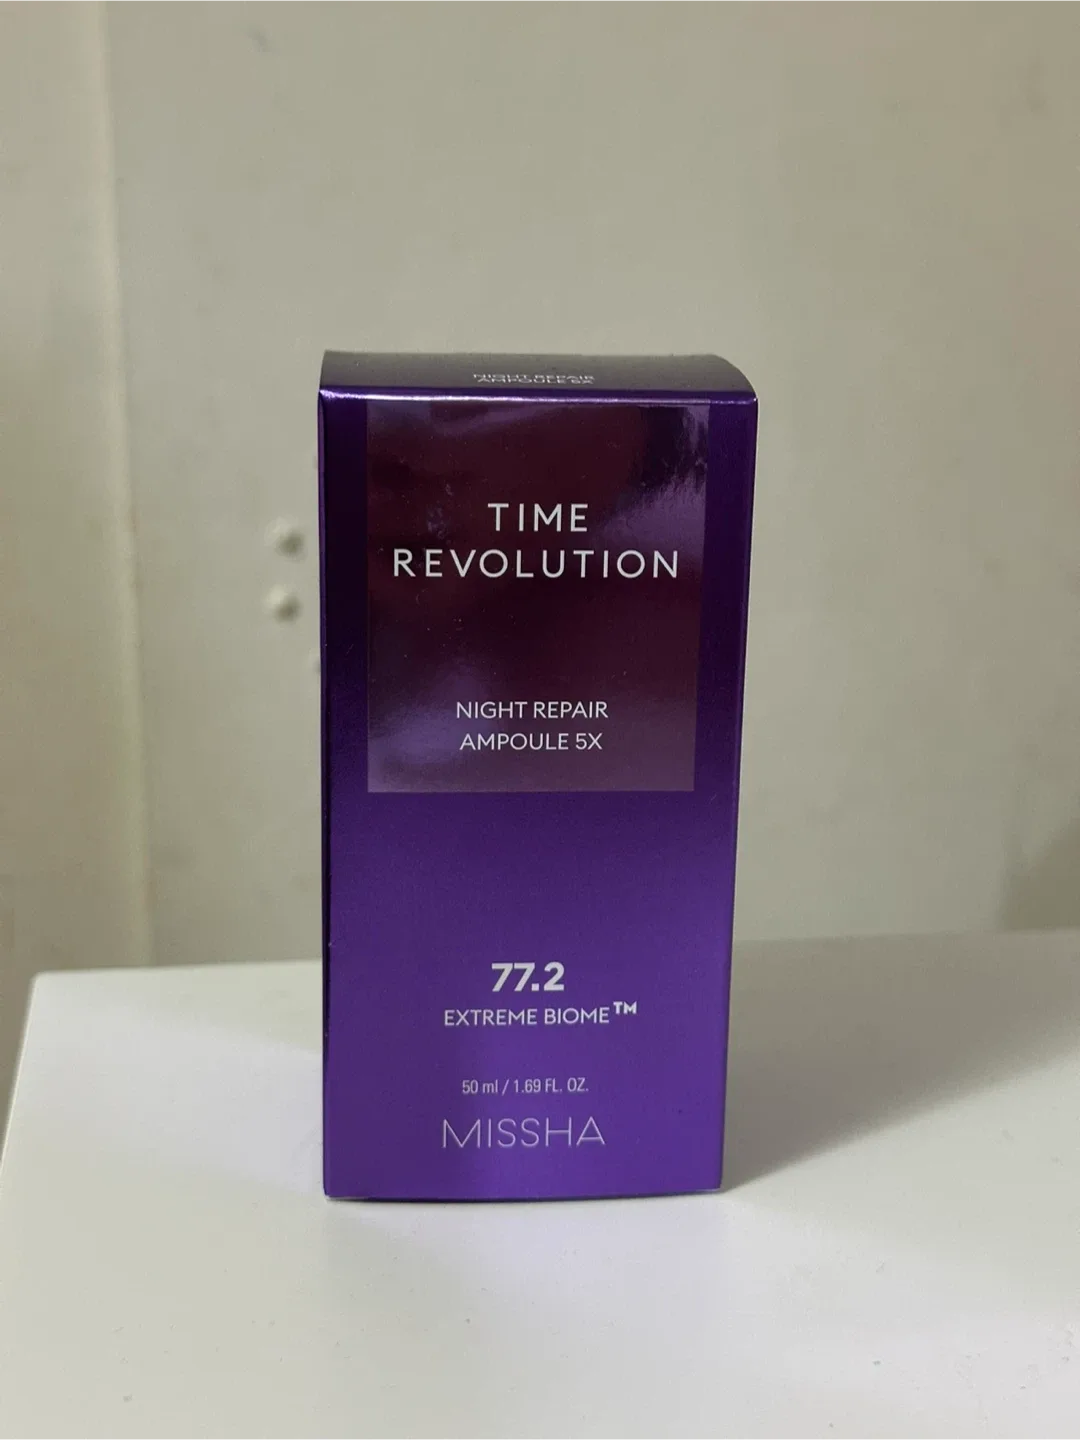 NIGHT REPAIR
AMPOULE 5X
TIME
REVOLUTION
NIGHT REPAIR
AMPOULE 5X
77.2
EXTREME BIOME™
50 ml / 1.69 FL. OZ.
MISSHA